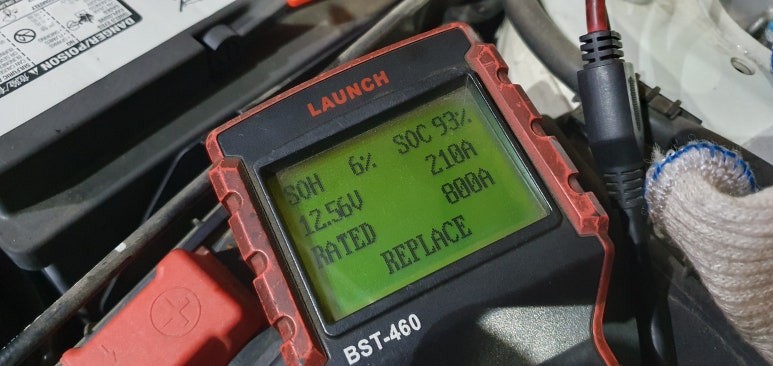 DANGER/POISON
LAUNCH
SOH 6% SOC 93%
12.56V 210A
RATED 800A
REPLACE
BST-460